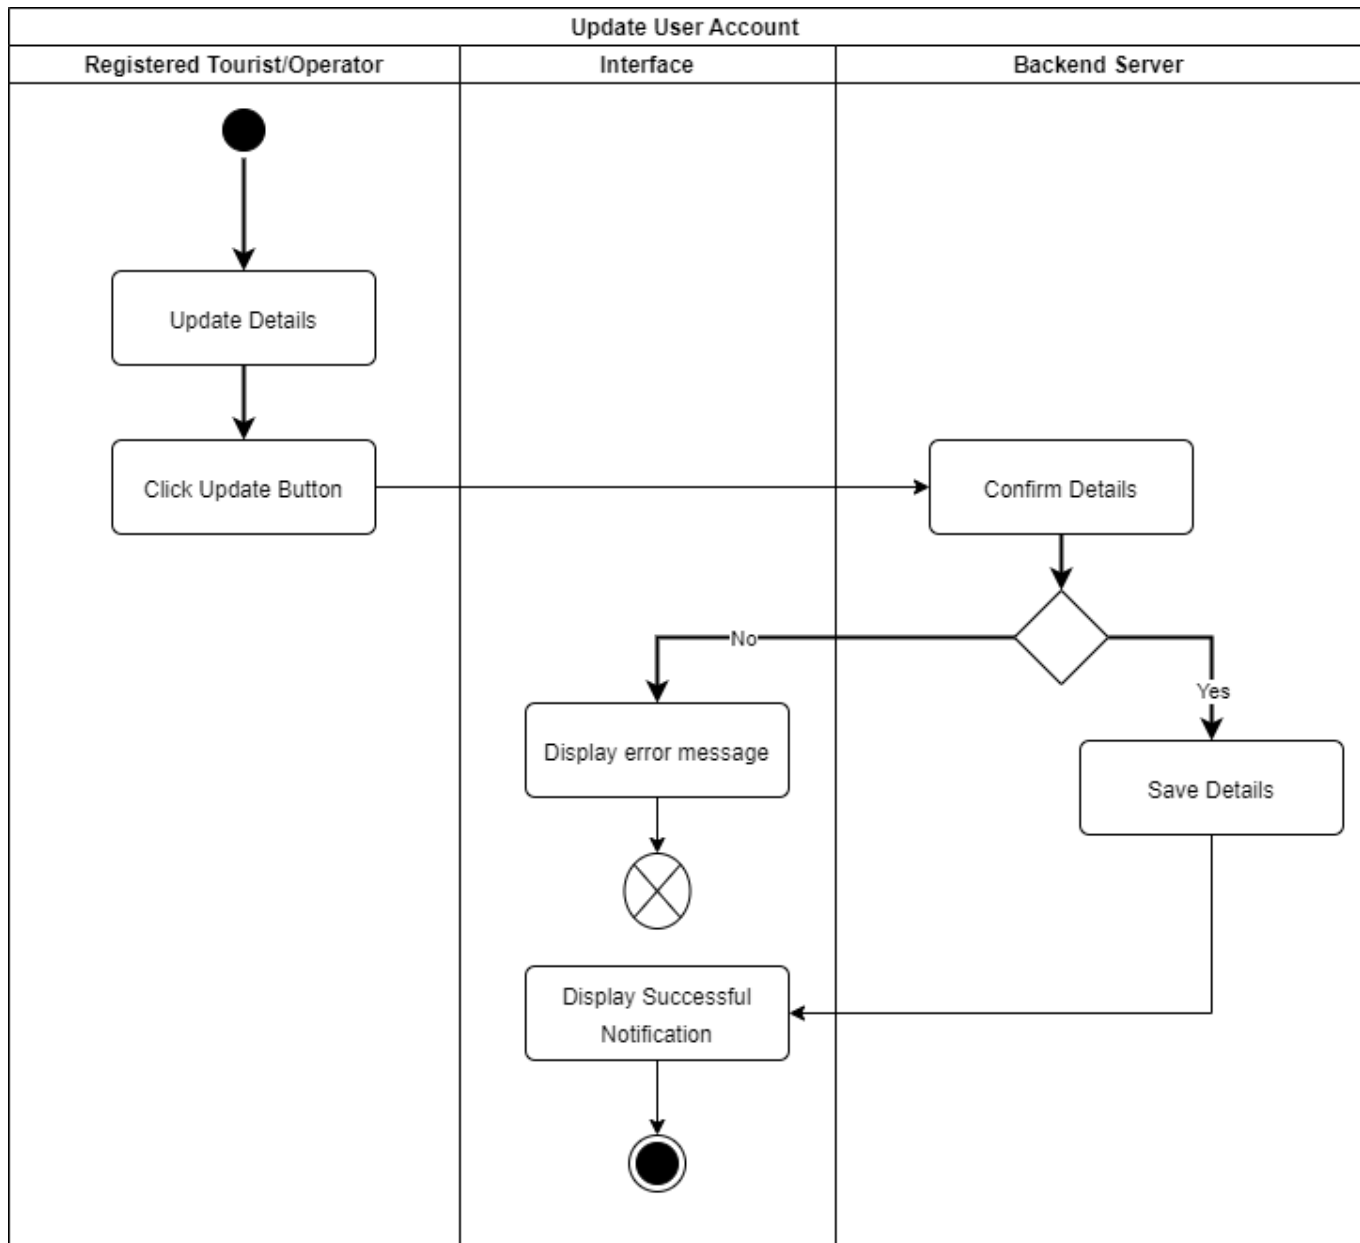 Update User Account
Registered Tourist/Operator
Interface
Backend Server
Update Details
Click Update Button
Confirm Details
No
Yes
Display error message
Save Details
Display Successful
Notification